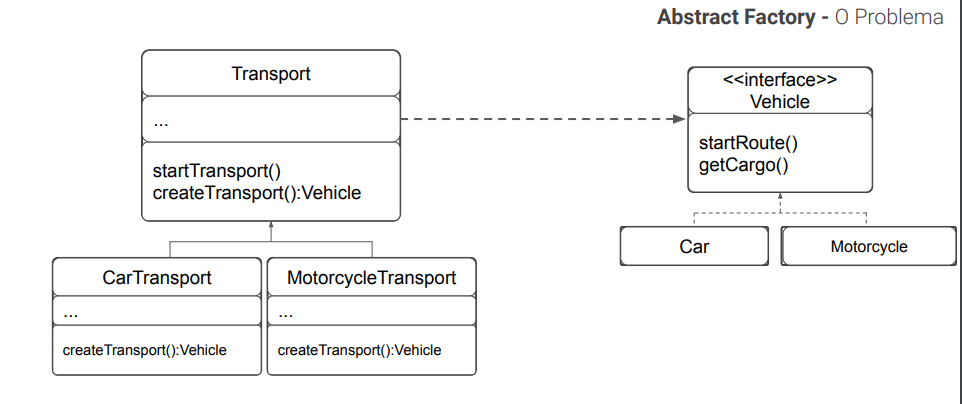 Abstract Factory - O Problema
Transport
...
startTransport()
createTransport():Vehicle
<<interface>>
Vehicle
startRoute()
getCargo()
Car
Motorcycle
CarTransport
...
createTransport():Vehicle
MotorcycleTransport
...
createTransport():Vehicle